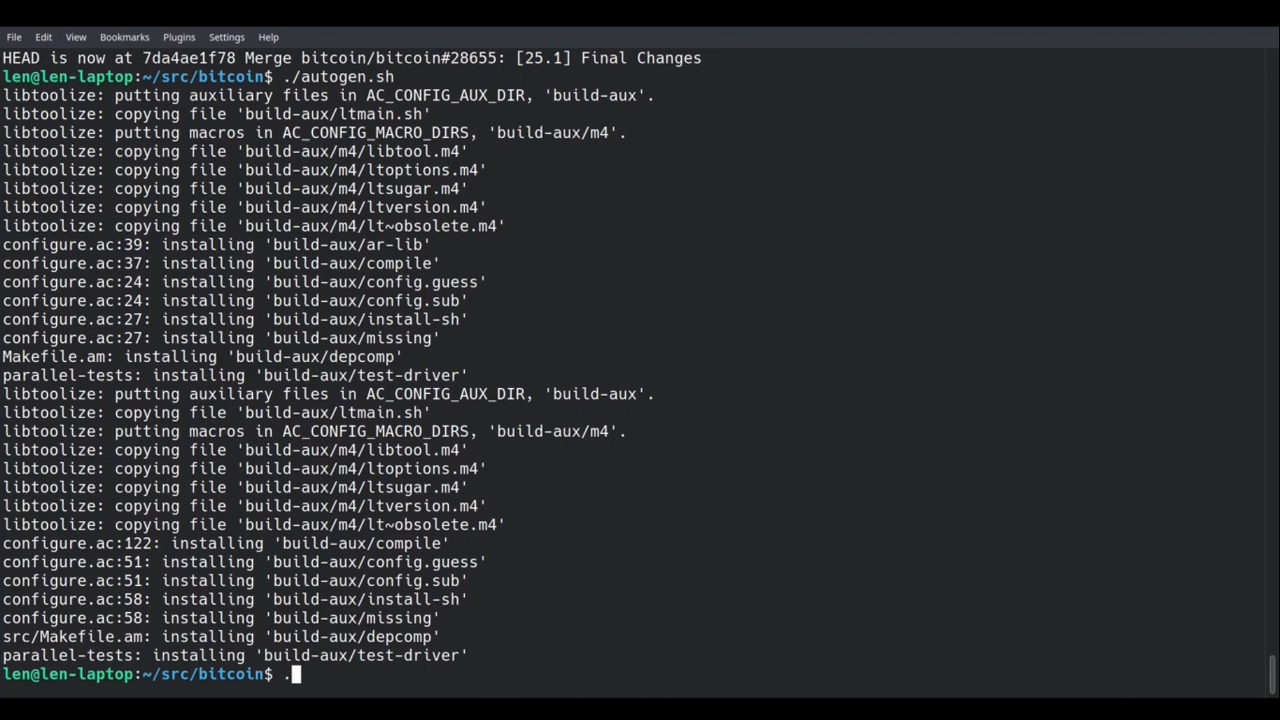 File Edit View Bookmarks Plugins Settings Help
HEAD is now at 7da4ae1f78 Merge bitcoin/bitcoin#28655: [25.1] Final Changes
len@len-laptop:~/src/bitcoin$ ./autogen.sh
libtoolize: putting auxiliary files in AC_CONFIG_AUX_DIR, 'build-aux'.
libtoolize: copying file 'build-aux/ltmain.sh'
libtoolize: putting macros in AC_CONFIG_MACRO_DIRS, 'build-aux/m4'.
libtoolize: copying file 'build-aux/m4/libtool.m4'
libtoolize: copying file 'build-aux/m4/ltoptions.m4'
libtoolize: copying file 'build-aux/m4/ltsugar.m4'
libtoolize: copying file 'build-aux/m4/ltversion.m4'
libtoolize: copying file 'build-aux/m4/lt~obsolete.m4'
configure.ac:39: installing 'build-aux/ar-lib'
configure.ac:37: installing 'build-aux/compile'
configure.ac:24: installing 'build-aux/config.guess'
configure.ac:24: installing 'build-aux/config.sub'
configure.ac:27: installing 'build-aux/install-sh'
configure.ac:27: installing 'build-aux/missing'
Makefile.am: installing 'build-aux/depcomp'
parallel-tests: installing 'build-aux/test-driver'
libtoolize: putting auxiliary files in AC_CONFIG_AUX_DIR, 'build-aux'.
libtoolize: copying file 'build-aux/ltmain.sh'
libtoolize: putting macros in AC_CONFIG_MACRO_DIRS, 'build-aux/m4'.
libtoolize: copying file 'build-aux/m4/libtool.m4'
libtoolize: copying file 'build-aux/m4/ltoptions.m4'
libtoolize: copying file 'build-aux/m4/ltsugar.m4'
libtoolize: copying file 'build-aux/m4/ltversion.m4'
libtoolize: copying file 'build-aux/m4/lt~obsolete.m4'
configure.ac:122: installing 'build-aux/compile'
configure.ac:51: installing 'build-aux/config.guess'
configure.ac:51: installing 'build-aux/config.sub'
configure.ac:58: installing 'build-aux/install-sh'
configure.ac:58: installing 'build-aux/missing'
src/Makefile.am: installing 'build-aux/depcomp'
parallel-tests: installing 'build-aux/test-driver'
len@len-laptop:~/src/bitcoin$ .